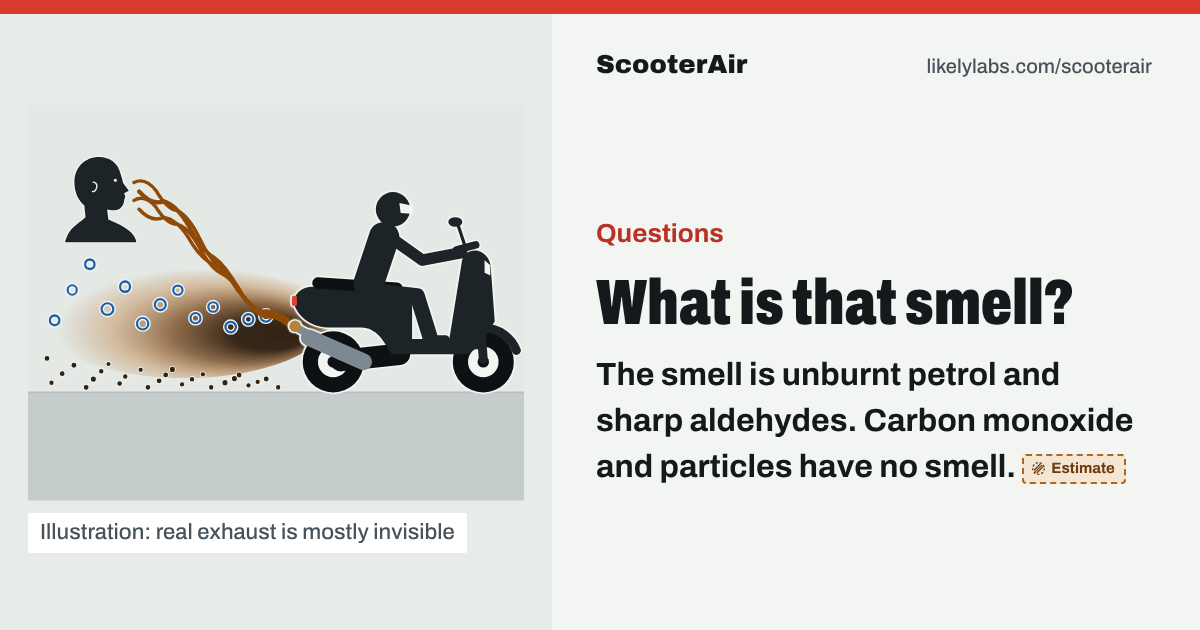 ScooterAir
likelylabs.com/scooterair
Questions
What is that smell?
The smell is unburnt petrol and
sharp aldehydes. Carbon monoxide
and particles have no smell. Estimate
Illustration: real exhaust is mostly invisible